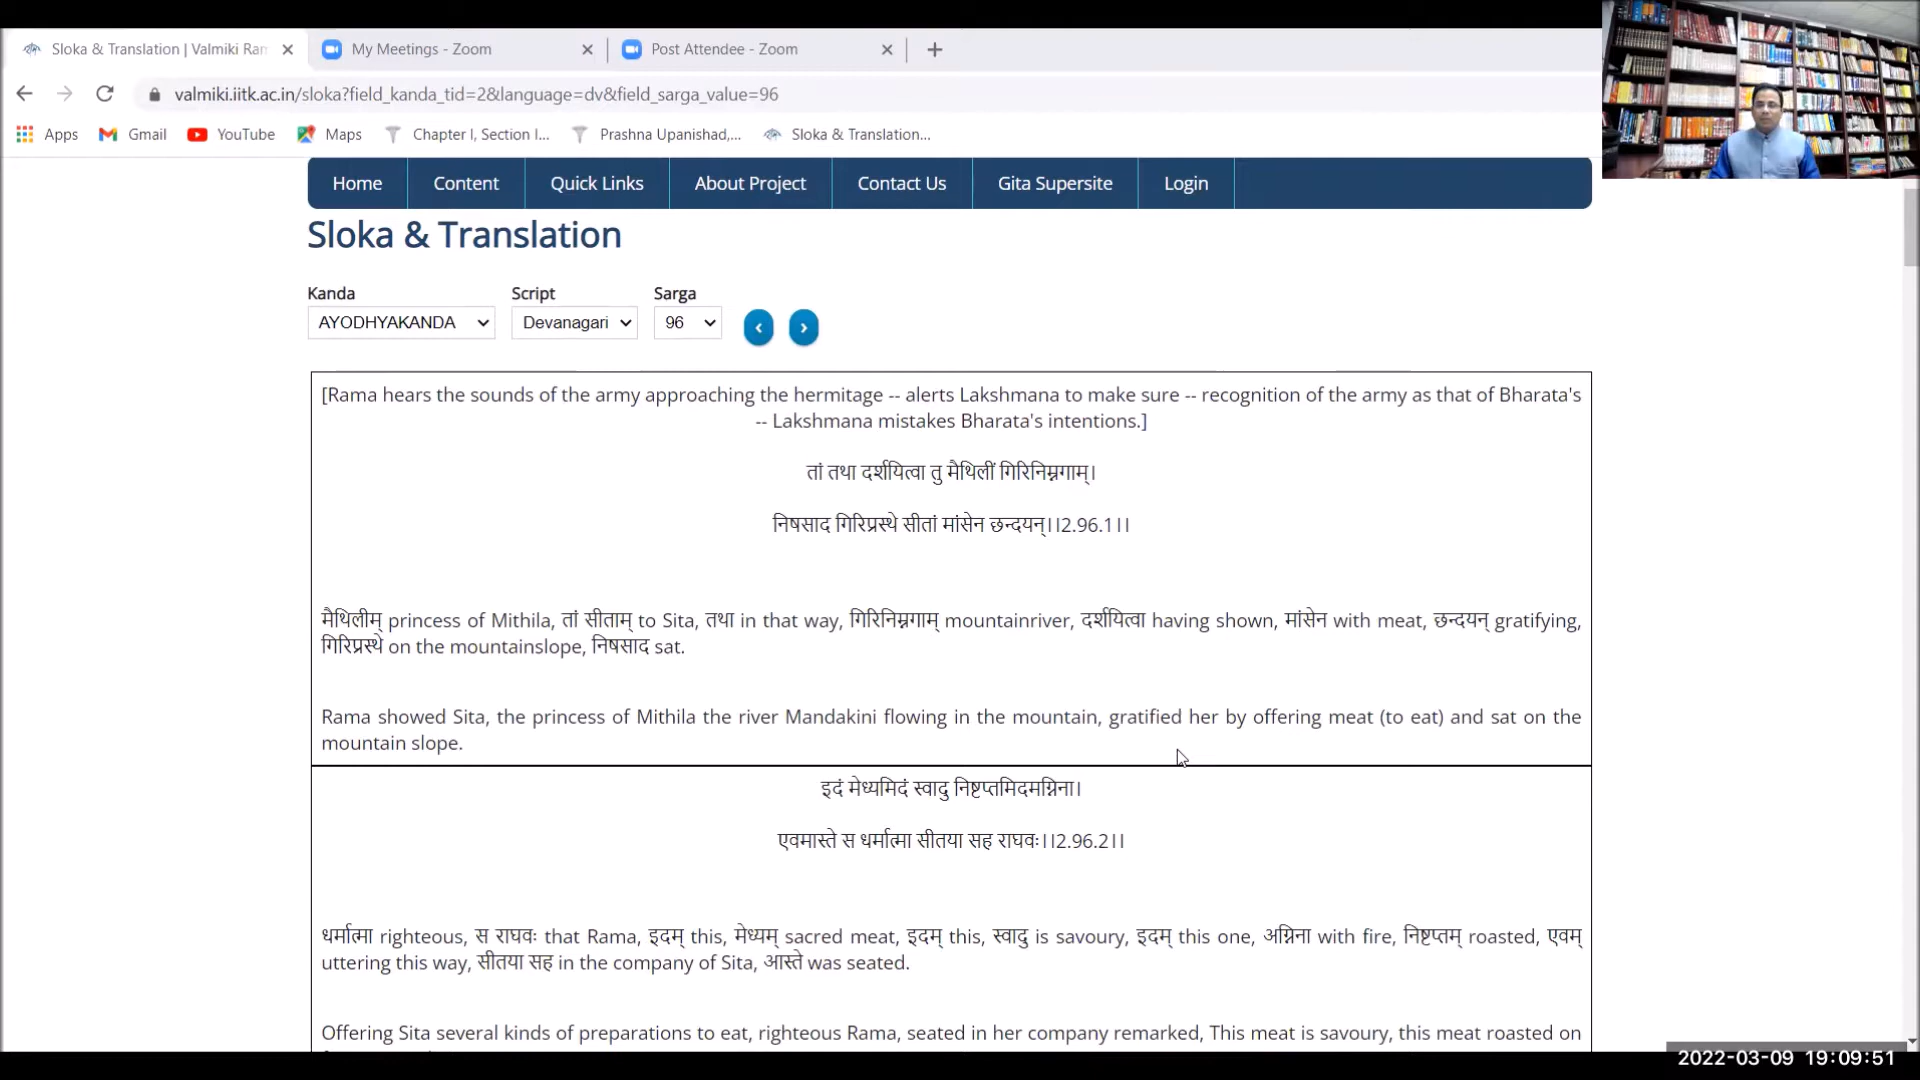 Sloka & Translation | Valmiki Ram
My Meetings - Zoom
Post Attendee - Zoom
valmiki.iitk.ac.in/sloka?field_kanda_tid=2&language=dv&field_sarga_value=96
Apps
Gmail
YouTube
Maps
Chapter I, Section I...
Prashna Upanishad,...
Sloka & Translation...
Home
Content
Quick Links
About Project
Contact Us
Gita Supersite
Login
Sloka & Translation
Kanda
Script
Sarga
AYODHYAKANDA
Devanagari
96
[Rama hears the sounds of the army approaching the hermitage -- alerts Lakshmana to make sure -- recognition of the army as that of Bharata's
-- Lakshmana mistakes Bharata's intentions.]
तां तथा दर्शयित्वा तु मैथिलीं गिरिनिम्नगाम्।
निषसाद गिरिप्रस्थे सीतां मांसेन छन्दयन्।।2.96.1।।
मैथिलीम् princess of Mithila, तां सीताम् to Sita, तथा in that way, गिरिनिम्नगाम् mountainriver, दर्शयित्वा having shown, मांसेन with meat, छन्दयन् gratifying,
गिरिप्रस्थे on the mountainslope, निषसाद sat.
Rama showed Sita, the princess of Mithila the river Mandakini flowing in the mountain, gratified her by offering meat (to eat) and sat on the
mountain slope.
इदं मेध्यमिदं स्वादु निष्टप्तमिदमग्निना।
एवमास्ते स धर्मात्मा सीतया सह राघवः।।2.96.2।।
धर्मात्मा righteous, स राघवः that Rama, इदम् this, मेध्यम् sacred meat, इदम् this, स्वादु is savoury, इदम् this one, अग्निना with fire, निष्टप्तम् roasted, एवम्
uttering this way, सीतया सह in the company of Sita, आस्ते was seated.
Offering Sita several kinds of preparations to eat, righteous Rama, seated in her company remarked, This meat is savoury, this meat roasted on
2022-03-09 19:09:51